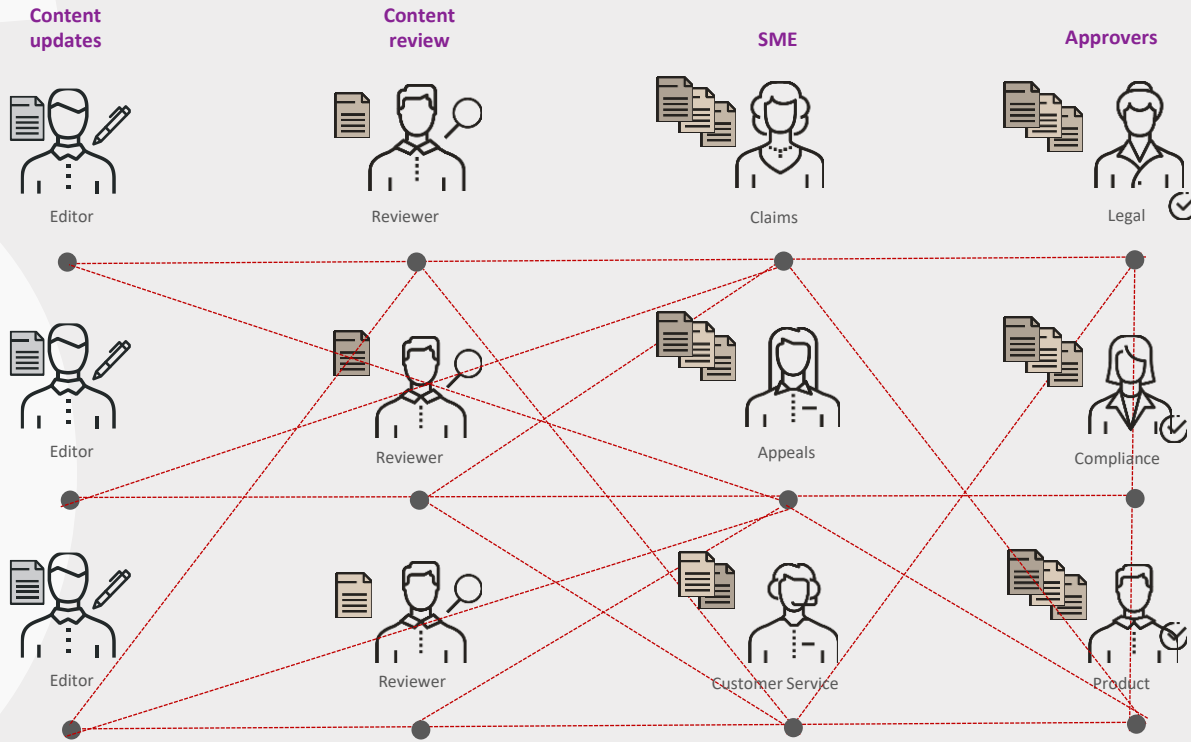 Content
updates
Content
review
SME
Approvers
Editor
Reviewer
Claims
Legal
Editor
Reviewer
Appeals
Compliance
Editor
Reviewer
Customer Service
Product